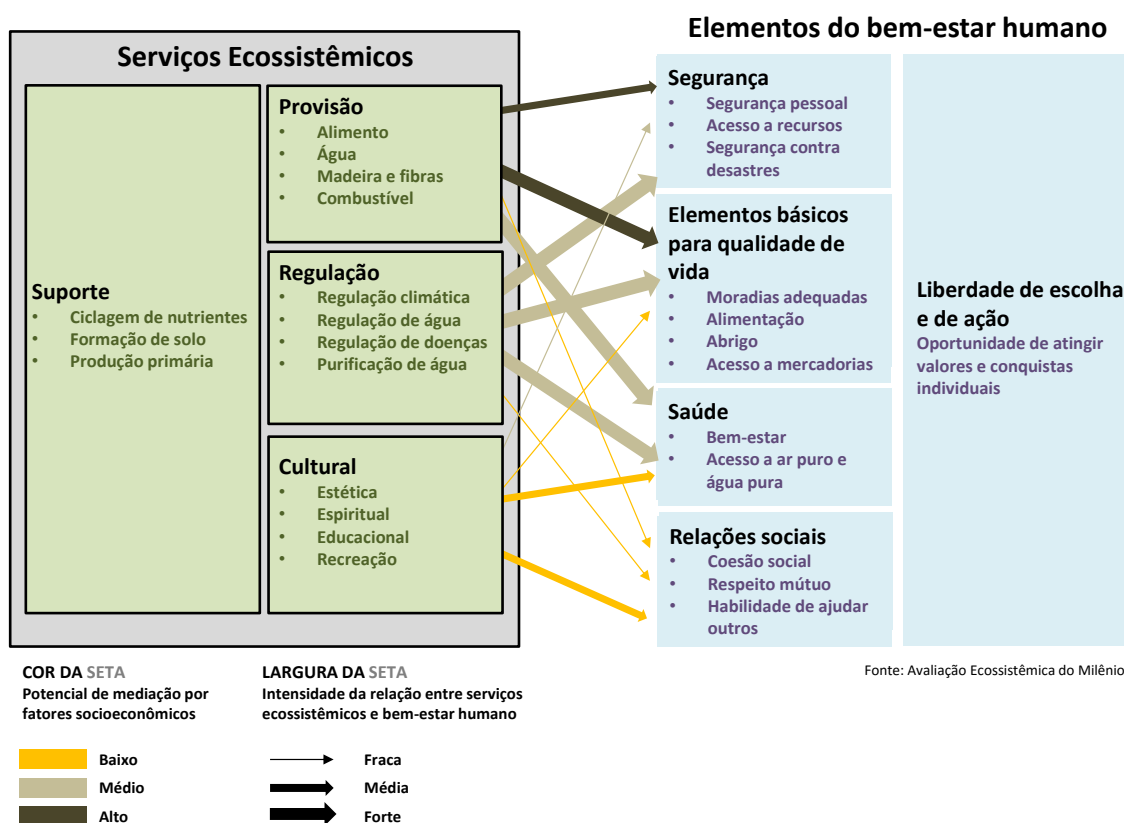 Elementos do bem-estar humano
Serviços Ecossistêmicos
Suporte
• Ciclagem de nutrientes
• Formação de solo
• Produção primária
Provisão
• Alimento
• Água
• Madeira e fibras
• Combustível
Regulação
• Regulação climática
• Regulação de água
• Regulação de doenças
• Purificação de água
Cultural
• Estética
• Espiritual
• Educacional
• Recreação
Segurança
• Segurança pessoal
• Acesso a recursos
• Segurança contra
desastres
Elementos básicos
para qualidade de
vida
• Moradias adequadas
• Alimentação
• Abrigo
• Acesso a mercadorias
Saúde
• Bem-estar
• Acesso a ar puro e
água pura
Relações sociais
• Coesão social
• Respeito mútuo
• Habilidade de ajudar
outros
Liberdade de escolha
e de ação
Oportunidade de atingir
valores e conquistas
individuais
Fonte: Avaliação Ecossistêmica do Milênio
COR DA SETA
Potencial de mediação por
fatores socioeconômicos
Baixo
Médio
Alto
LARGURA DA SETA
Intensidade da relação entre serviços
ecossistêmicos e bem-estar humano
Fraca
Média
Forte